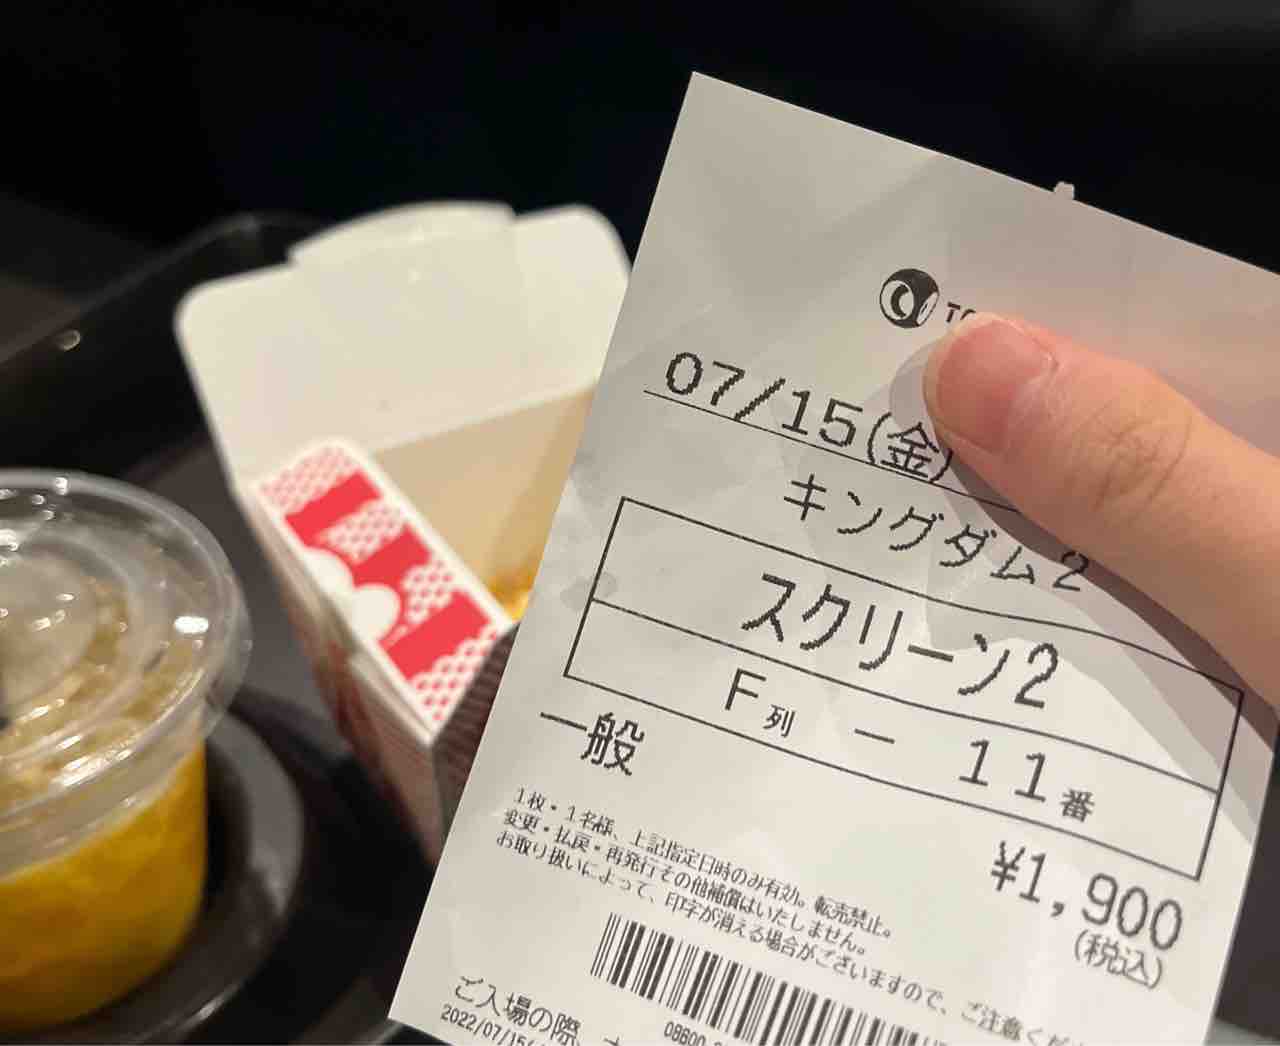 07/15(金)
キングダム2
スクリーン2
F列 - 11番
一般
¥1,900
(税込)
1枚・1名様、上記指定日時のみ有効。転売禁止。
変更・払戻・再発行その他補償はいたしません。
お取り扱いによって、印字が消える場合がございますので、ご注意くだ
ご入場の際、
2022/07/15(